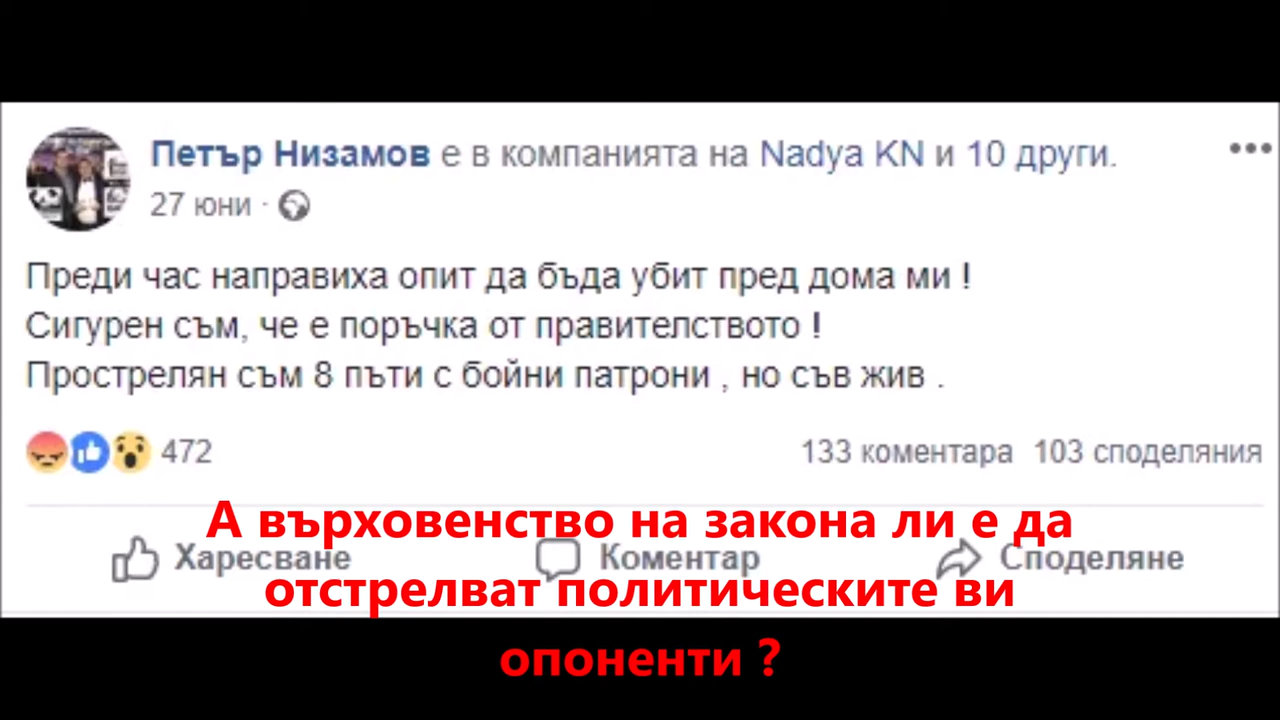 Петър Низамов е в компанията на Nadya KN и 10 други.
27 юни ·
Преди час направиха опит да бъда убит пред дома ми !
Сигурен съм, че е поръчка от правителството !
Прострелян съм 8 пъти с бойни патрони , но съв жив .
472 133 коментара 103 споделяния
Харесване Коментар Споделяне
А върховенство на закона ли е да
отстрелват политическите ви
опоненти ?